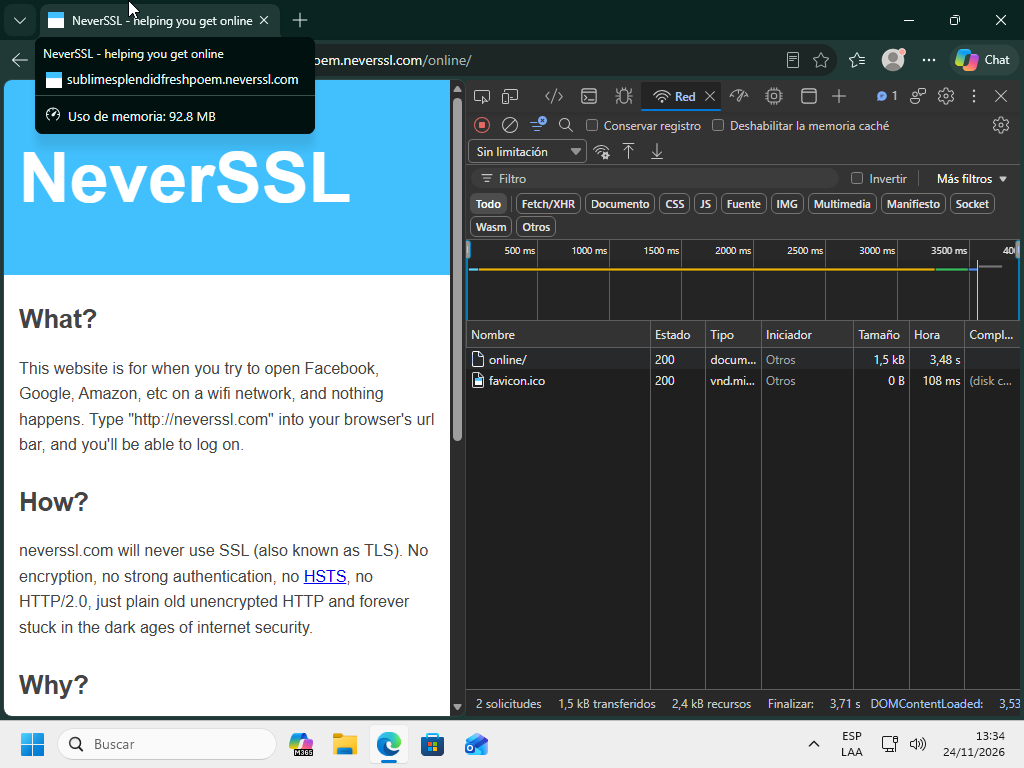 NeverSSL - helping you get online
NeverSSL - helping you get online
sublimesplendidfreshpoem.neverssl.com
Uso de memoria: 92.8 MB
oem.neverssl.com/online/
Chat
NeverSSL
What?
This website is for when you try to open Facebook,
Google, Amazon, etc on a wifi network, and nothing
happens. Type "http://neverssl.com" into your browser's url
bar, and you'll be able to log on.
How?
neverssl.com will never use SSL (also known as TLS). No
encryption, no strong authentication, no HSTS, no
HTTP/2.0, just plain old unencrypted HTTP and forever
stuck in the dark ages of internet security.
Why?
Red
1
Conservar registro
Deshabilitar la memoria caché
Sin limitación
Filtro
Invertir
Más filtros
Todo Fetch/XHR Documento CSS JS Fuente IMG Multimedia Manifiesto Socket
Wasm Otros
500 ms 1000 ms 1500 ms 2000 ms 2500 ms 3000 ms 3500 ms 400
Nombre Estado Tipo Iniciador Tamaño Hora Compl...
online/ 200 docum... Otros 1,5 kB 3,48 s
favicon.ico 200 vnd.mi... Otros 0 B 108 ms (disk c...
2 solicitudes 1,5 kB transferidos 2,4 kB recursos Finalizar: 3,71 s DOMContentLoaded: 3,53
Buscar
M365
ESP
LAA
13:34
24/11/2026